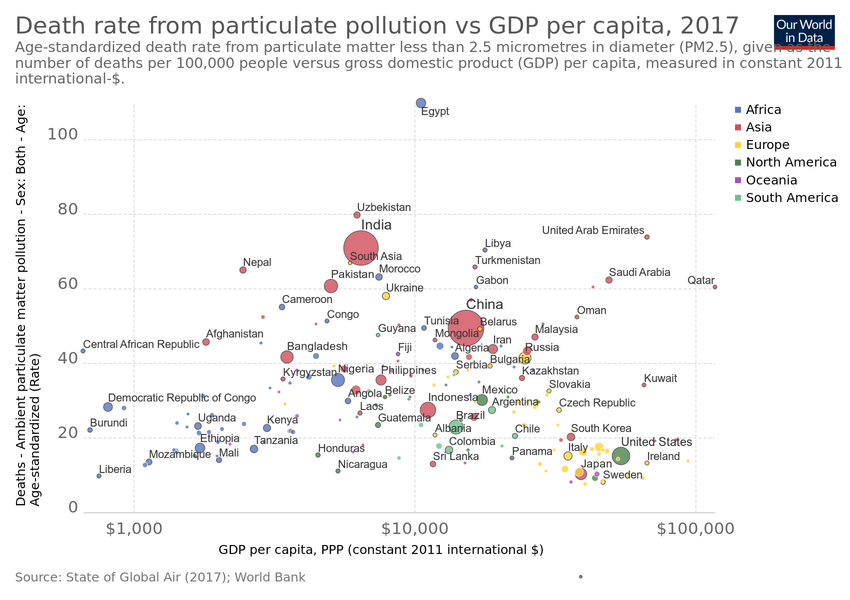 Death rate from particulate pollution vs GDP per capita, 2017
Our World
in Data
Age-standardized death rate from particulate matter less than 2.5 micrometres in diameter (PM2.5), given as the
number of deaths per 100,000 people versus gross domestic product (GDP) per capita, measured in constant 2011
international-$.
Deaths - Ambient particulate matter pollution - Sex: Both - Age:
Age-standardized (Rate)
100
80
60
40
20
0
Africa
Asia
Europe
North America
Oceania
South America
Egypt
Uzbekistan
India
South Asia
United Arab Emirates
Libya
Nepal
Turkmenistan
Pakistan
Morocco
Gabon
Saudi Arabia
Qatar
Ukraine
Cameroon
China
Oman
Congo
Tunisia
Belarus
Guyana
Mongolia
Malaysia
Central African Republic
Afghanistan
Bangladesh
Fiji
Algeria
Iran
Russia
Bulgaria
Kyrgyzstan
Nigeria
Philippines
Serbia
Kazakhstan
Kuwait
Slovakia
Democratic Republic of Congo
Angola
Belize
Mexico
Indonesia
Argentina
Czech Republic
Laos
Burundi
Uganda
Kenya
Guatemala
Brazil
Albania
Chile
South Korea
Ethiopia
Tanzania
Colombia
United States
Mozambique
Mali
Honduras
Sri Lanka
Panama
Italy
Ireland
Liberia
Nicaragua
Japan
Sweden
$1,000
$10,000
$100,000
GDP per capita, PPP (constant 2011 international $)
Source: State of Global Air (2017); World Bank